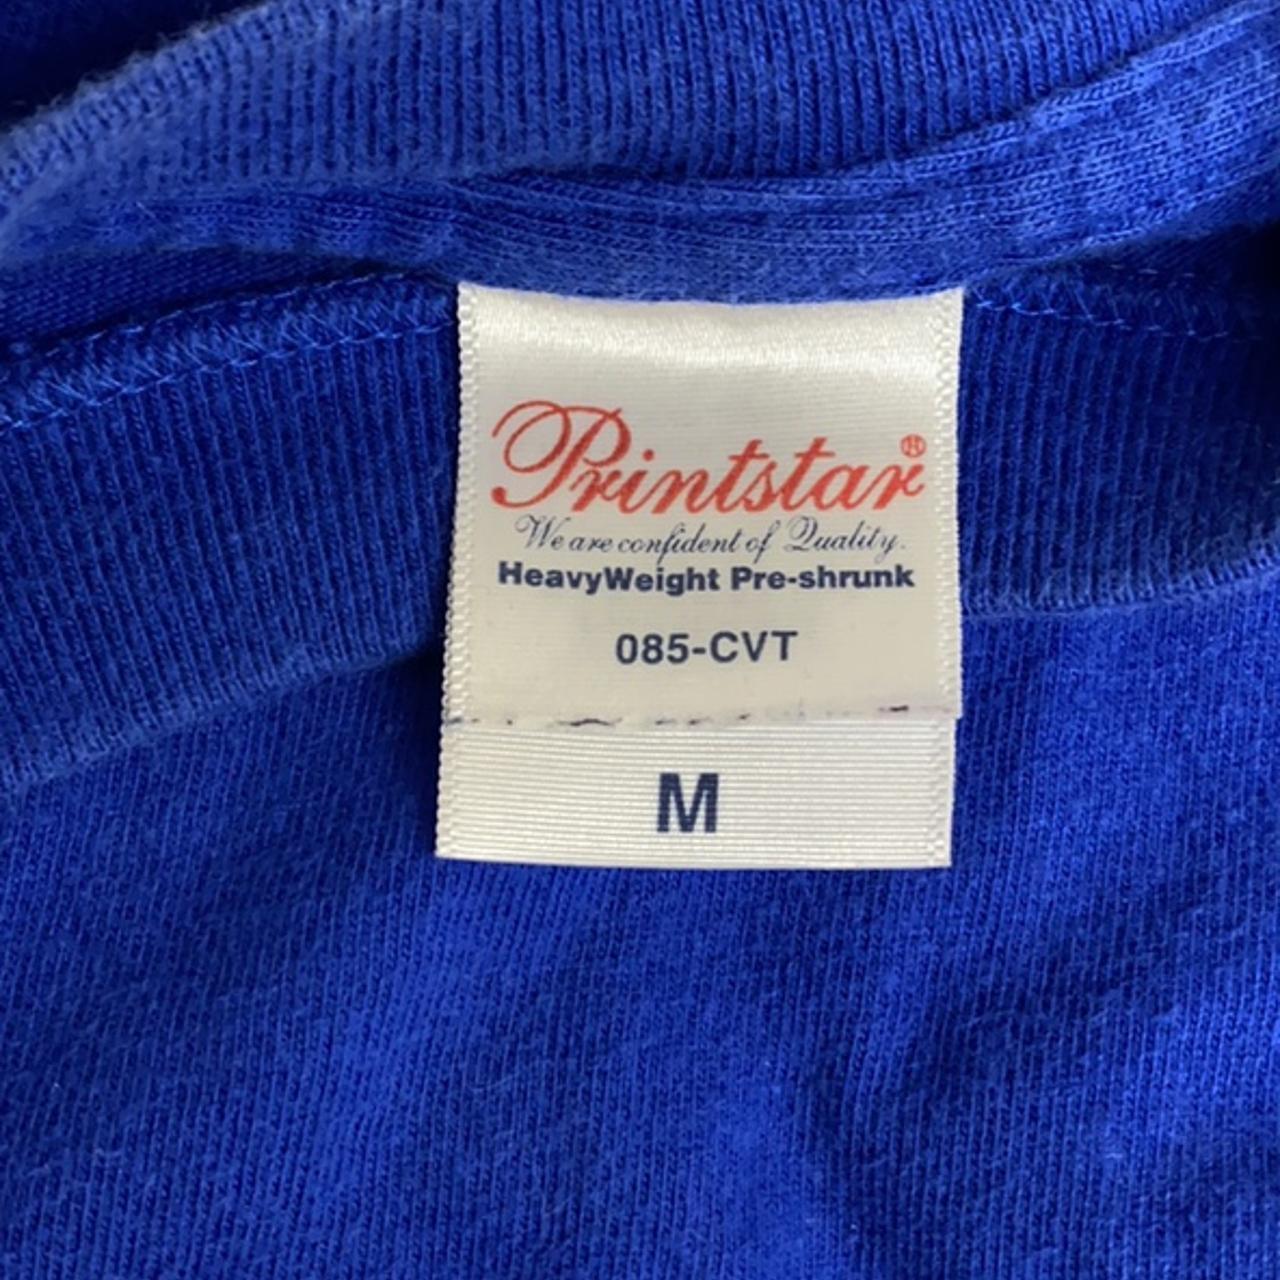 Printstar®
We are confident of Quality.
HeavyWeight Pre-shrunk
085-CVT
M